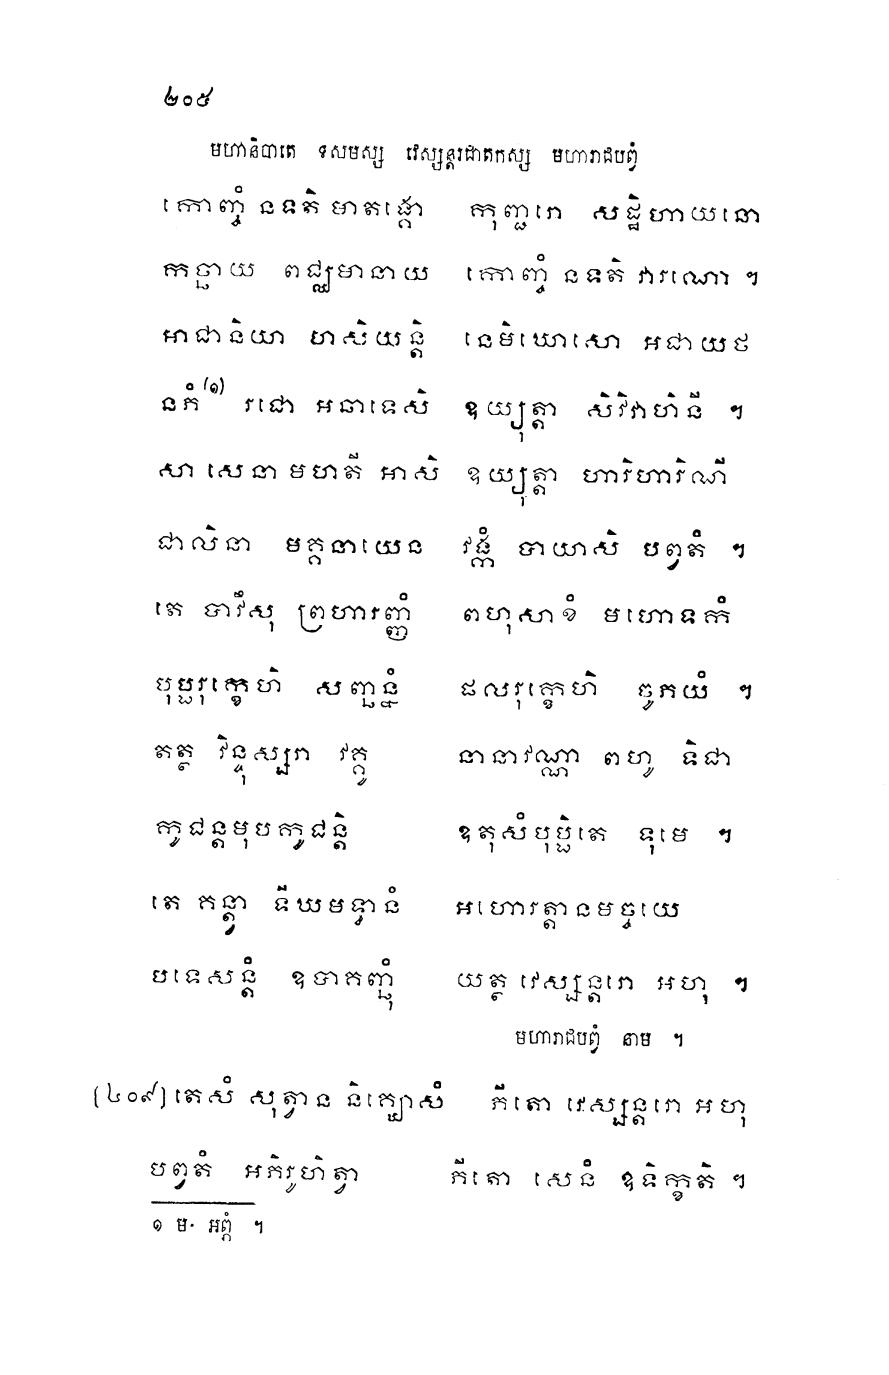 ២០៥
មហានិបាតេ ទសមស្ស វេស្សន្តរជាតកស្ស មហារាជបព្វំ
កោញ្ចំ នទតិ មាតង្គោ កុញ្ជរោ សដ្ឋិហាយនោ
កច្ឆាយ ពជ្ឈមានាយ កោញ្ចំ នទតិ វារណោ ។
អាជានិយា ហសិយន្តិ នេមិឃោសោ អជាយថ
នភំ(១) រជោ អឆាទេសិ ឧយ្យុត្តា សិវិវាហិនី ។
សា សេនា មហតី អាសិ ឧយ្យុត្តា ហារិហារិណី
ជាលិនា មគ្គនាយេន វង្កំ បាយាសិ បព្វតំ ។
តេ បាវឹសុ ព្រហារញ្ញំ ពហុសាខំ មហោទកំ
បុប្ផរុក្ខេហិ សញ្ឆន្នំ ផលរុក្ខេហិ ចូភយំ ។
តត្ថ វិន្ទុស្សរា វគ្គូ នានាវណ្ណា ពហូ ទិជា
កូជន្តមុបកូជន្តិ ឧតុសំបុប្ផិតេ ទុមេ ។
តេ គន្ត្វា ទីឃមទ្ធានំ អហោរត្តានមច្ចយេ
បទេសន្តំ ឧបាគញ្ឆុំ យត្ថ វេស្សន្តរោ អហុ ។
មហារាជបព្វំ នាម ។
[៤០៩] តេសំ សុត្វាន និគ្ឃោសំ ភីតោ វេស្សន្តរោ អហុ
បព្វតំ អភិរូហិត្វា ភីតោ សេនំ ឧទិក្ខតិ ។
១ ម. អព្ភំ ។